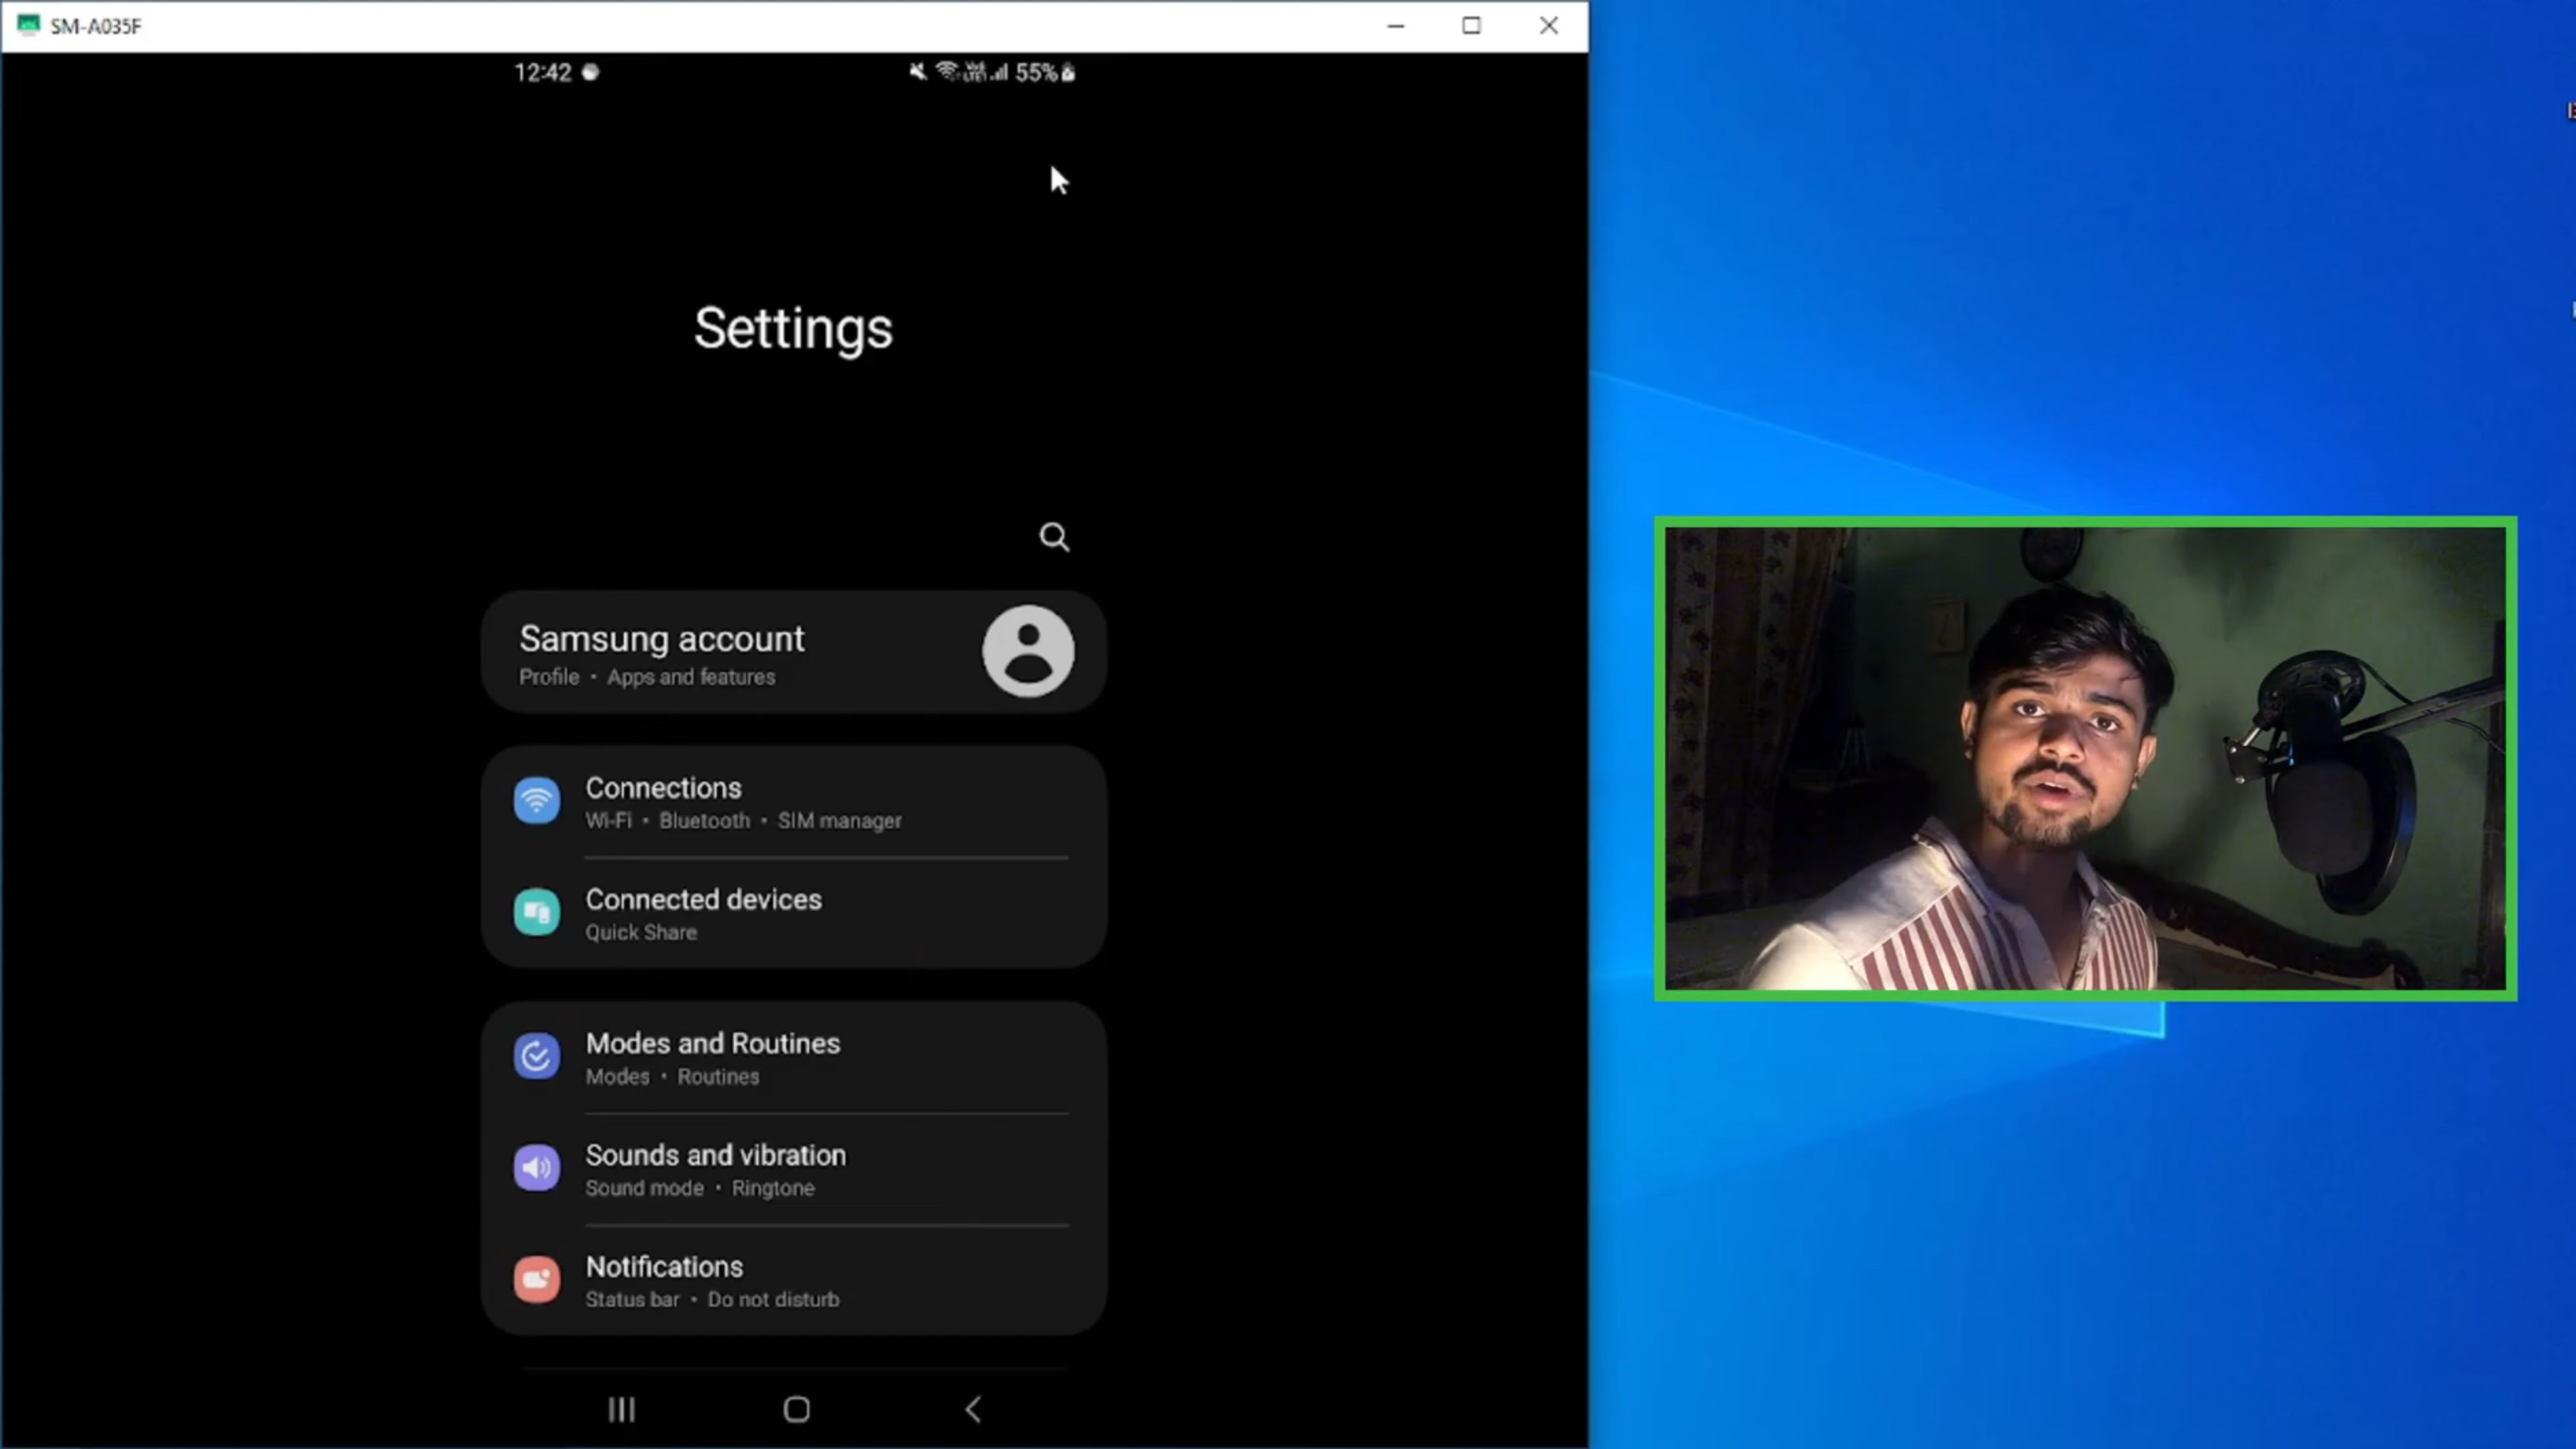 SM-A035F
12:42
55%
Settings
Samsung account
Profile • Apps and features
Connections
Wi-Fi • Bluetooth • SIM manager
Connected devices
Quick Share
Modes and Routines
Modes • Routines
Sounds and vibration
Sound mode • Ringtone
Notifications
Status bar • Do not disturb